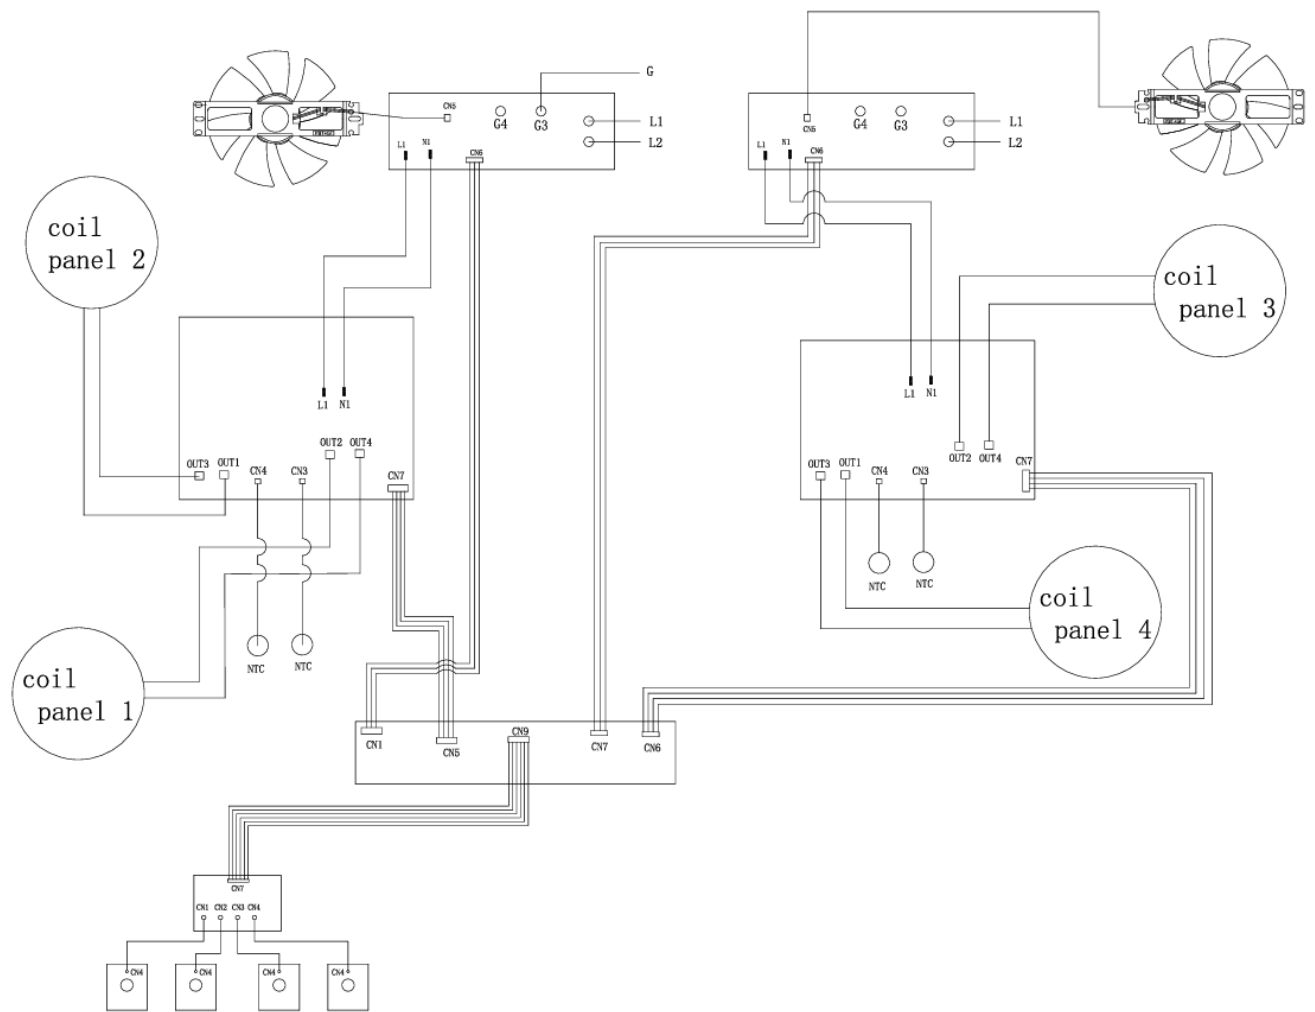 G
CN5
G4
G3
L1
L2
L1
N1
CN6
CN5
G4
G3
L1
L2
L1
N1
CN6
coil
panel 2
coil
panel 3
L1
N1
OUT2
OUT4
OUT3
OUT1
CN4
CN3
CN7
L1
N1
OUT2
OUT4
OUT3
OUT1
CN4
CN3
CN7
NTC
NTC
coil
panel 4
NTC
NTC
coil
panel 1
CN1
CN5
CN9
CN7
CN6
CN7
CN1
CN2
CN3
CN4
CN4
CN4
CN4
CN4